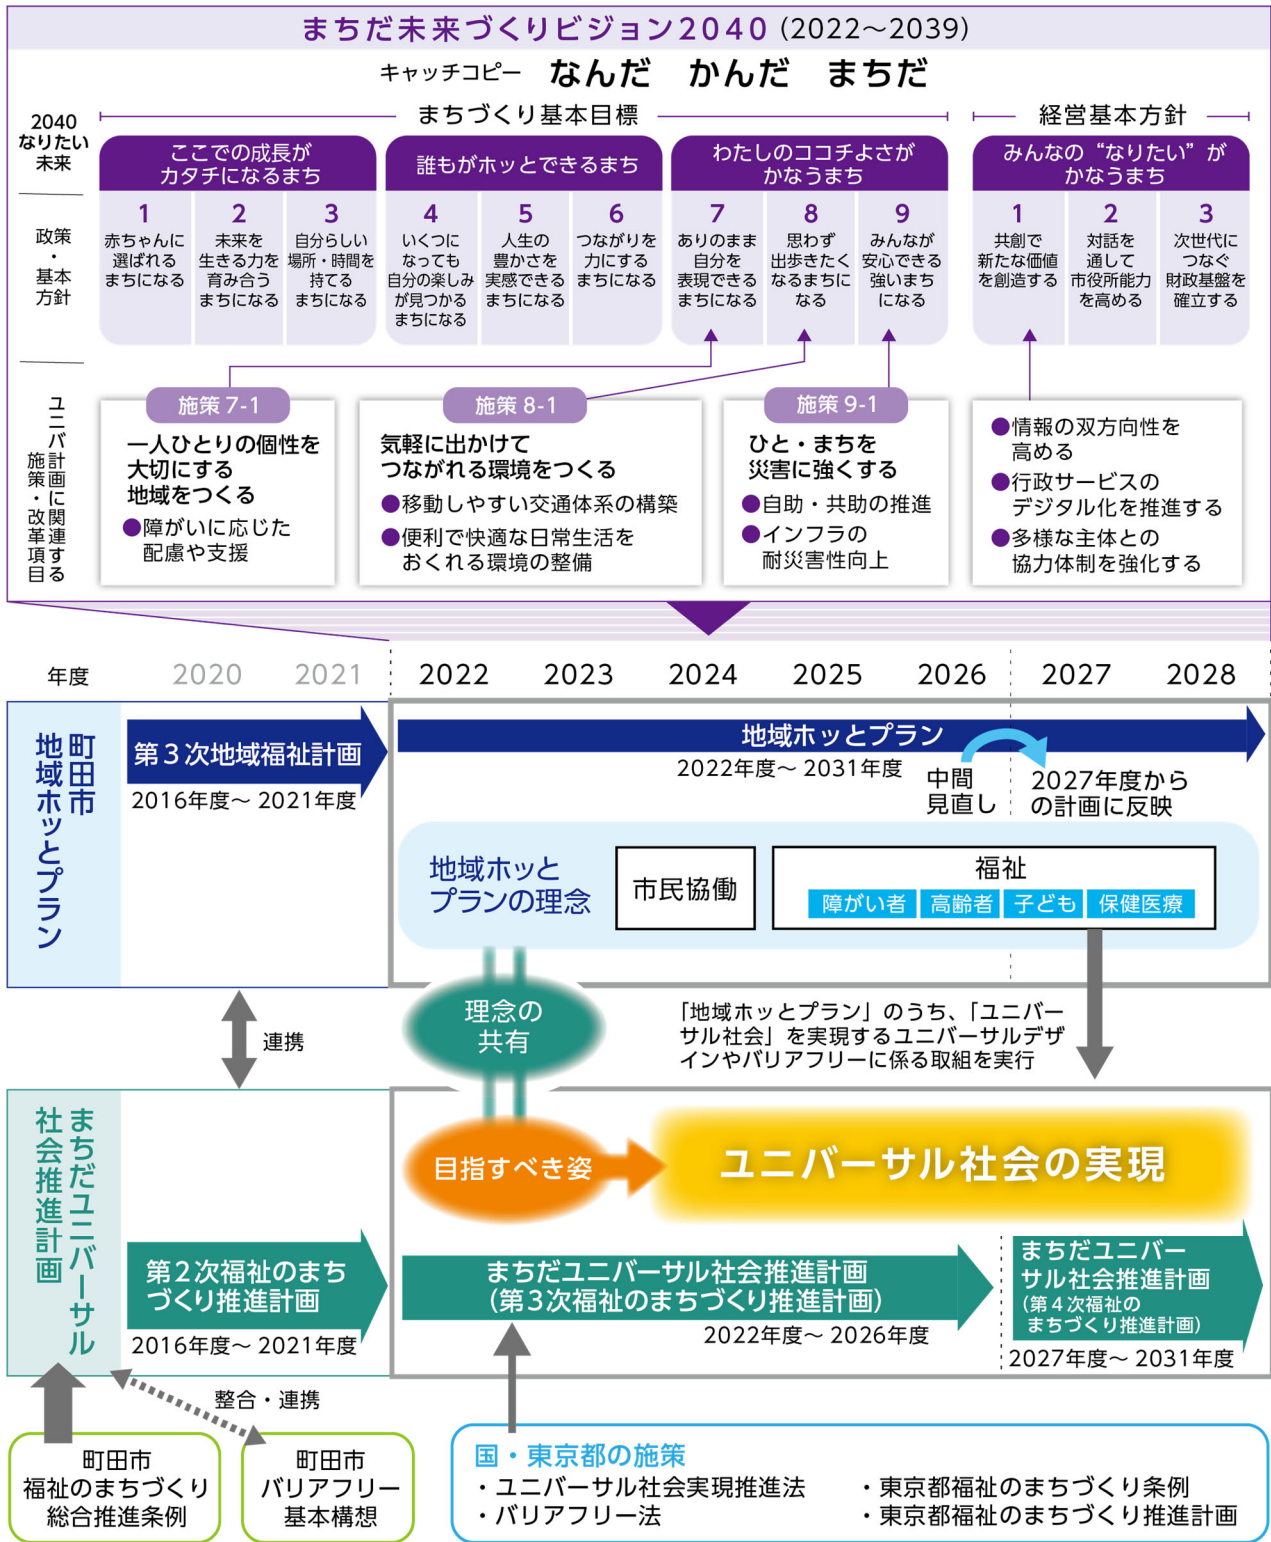 まちだ未来づくりビジョン2040 (2022～2039)
キャッチコピー なんだ かんだ まちだ
まちづくり基本目標
経営基本方針
2040
なりたい
未来
ここでの成長が
カタチになるまち
誰もがホッとできるまち
わたしのココチよさが
かなうまち
みんなの“なりたい”が
かなうまち
政策
・
基本
方針
1
赤ちゃんに
選ばれる
まちになる
2
未来を
生きる力を
育み合う
まちになる
3
自分らしい
場所・時間を
持てる
まちになる
4
いくつに
なっても
自分の楽しみ
が見つかる
まちになる
5
人生の
豊かさを
実感できる
まちになる
6
つながりを
力にする
まちになる
7
ありのまま
自分を
表現できる
まちになる
8
思わず
出歩きたく
なるまちに
なる
9
みんなが
安心できる
強いまち
になる
1
共創で
新たな価値
を創造する
2
対話を
通して
市役所能力
を高める
3
次世代に
つなぐ
財政基盤を
確立する
ユニバ計画に関連する
施策・改革項目
施策 7-1
一人ひとりの個性を
大切にする
地域をつくる
●障がいに応じた
配慮や支援
施策 8-1
気軽に出かけて
つながれる環境をつくる
●移動しやすい交通体系の構築
●便利で快適な日常生活を
おくれる環境の整備
施策 9-1
ひと・まちを
災害に強くする
●自助・共助の推進
●インフラの
耐災害性向上
●情報の双方向性を
高める
●行政サービスの
デジタル化を推進する
●多様な主体との
協力体制を強化する
年度 2020 2021 2022 2023 2024 2025 2026 2027 2028
町田市
地域ホッとプラン
第３次地域福祉計画
2016年度～2021年度
地域ホッとプラン
2022年度～2031年度
中間
見直し
2027年度から
の計画に反映
地域ホッと
プランの理念
市民協働
福祉
障がい者 高齢者 子ども 保健医療
理念の
共有
連携
「地域ホッとプラン」のうち、「ユニバー
サル社会」を実現するユニバーサルデザ
インやバリアフリーに係る取組を実行
まちだユニバーサル
社会推進計画
目指すべき姿
ユニバーサル社会の実現
第２次福祉のまち
づくり推進計画
2016年度～2021年度
まちだユニバーサル社会推進計画
（第３次福祉のまちづくり推進計画）
2022年度～2026年度
まちだユニバー
サル社会推進計画
（第４次福祉の
まちづくり推進計画）
2027年度～2031年度
整合・連携
町田市
福祉のまちづくり
総合推進条例
町田市
バリアフリー
基本構想
国・東京都の施策
・ユニバーサル社会実現推進法
・バリアフリー法
・東京都福祉のまちづくり条例
・東京都福祉のまちづくり推進計画